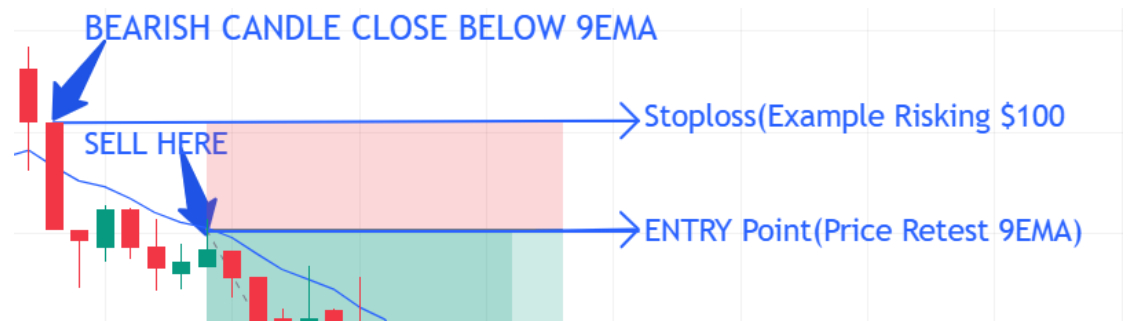 BEARISH CANDLE CLOSE BELOW 9EMA
Stoploss(Example Risking $100
SELL HERE
ENTRY Point(Price Retest 9EMA)